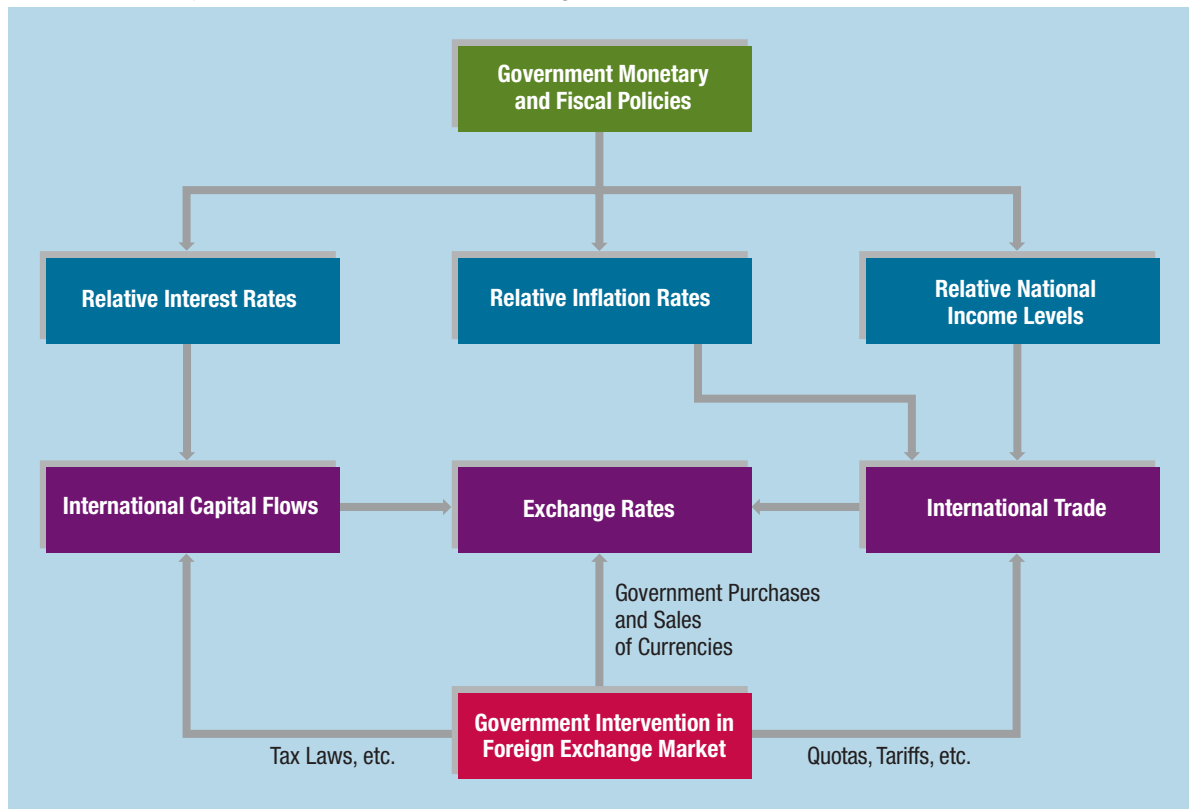 Government Monetary
and Fiscal Policies
Relative Interest Rates
Relative Inflation Rates
Relative National
Income Levels
International Capital Flows
Exchange Rates
International Trade
Government Purchases
and Sales
of Currencies
Government Intervention in
Foreign Exchange Market
Tax Laws, etc.
Quotas, Tariffs, etc.